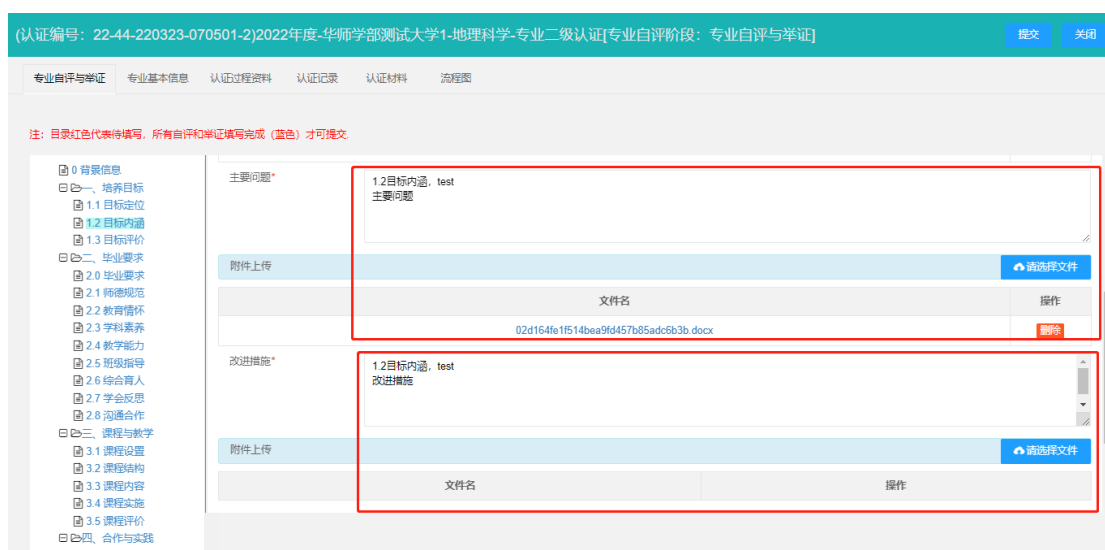 (认证编号：22-44-220323-070501-2)2022年度-华师学部测试大学1-地理科学-专业二级认证[专业自评阶段：专业自评与举证] 提交 关闭
专业自评与举证 专业基本信息 认证过程资料 认证记录 认证材料 流程图
注：目录红色代表待填写，所有自评和举证填写完成（蓝色）才可提交.
0 背景信息
一、培养目标
1.1 目标定位
1.2 目标内涵
1.3 目标评价
二、毕业要求
2.0 毕业要求
2.1 师德规范
2.2 教育情怀
2.3 学科素养
2.4 教学能力
2.5 班级指导
2.6 综合育人
2.7 学会反思
2.8 沟通合作
三、课程与教学
3.1 课程设置
3.2 课程结构
3.3 课程内容
3.4 课程实施
3.5 课程评价
四、合作与实践
主要问题*
1.2目标内涵，test
主要问题
附件上传 请选择文件
文件名 操作
02d164fe1f514bea9fd457b85adc6b3b.docx 删除
改进措施*
1.2目标内涵，test
改进措施
附件上传 请选择文件
文件名 操作